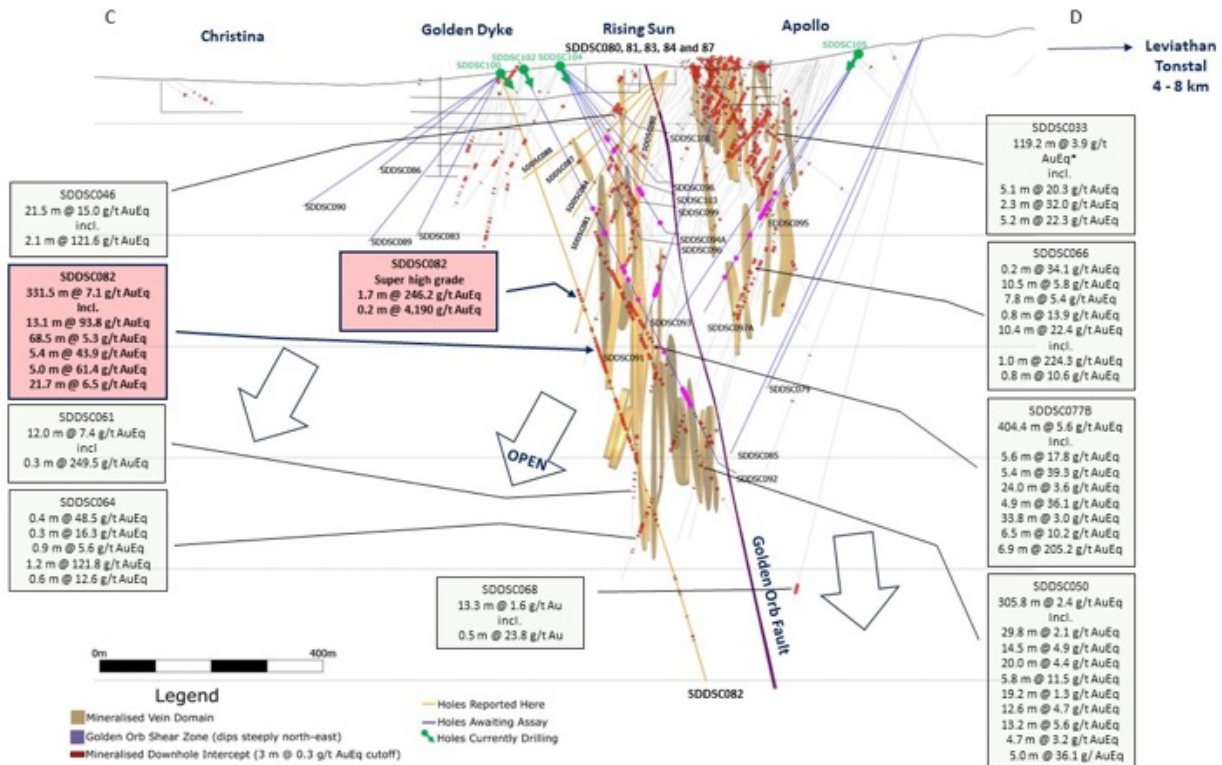 C
D
Christina
Golden Dyke
Rising Sun
Apollo
SDDSC080, 81, 83, 84 and 87
SDDSC100
SDDSC102
SDDSC104
SDDSC105
Leviathan
Tonstal
4 - 8 km
SDDSC046
21.5 m @ 15.0 g/t AuEq
incl.
2.1 m @ 121.6 g/t AuEq
SDDSC082
331.5 m @ 7.1 g/t AuEq
Incl.
13.1 m @ 93.8 g/t AuEq
68.5 m @ 5.3 g/t AuEq
5.4 m @ 43.9 g/t AuEq
5.0 m @ 61.4 g/t AuEq
21.7 m @ 6.5 g/t AuEq
SDDSC061
12.0 m @ 7.4 g/t AuEq
incl
0.3 m @ 249.5 g/t AuEq
SDDSC064
0.4 m @ 48.5 g/t AuEq
0.3 m @ 16.3 g/t AuEq
0.9 m @ 5.6 g/t AuEq
1.2 m @ 121.8 g/t AuEq
0.6 m @ 12.6 g/t AuEq
SDDSC082
Super high grade
1.7 m @ 246.2 g/t AuEq
0.2 m @ 4,190 g/t AuEq
SDDSC086
SDDSC090
SDDSC089
SDDSC083
SDDSC087
SDDSC084
SDDSC103
SDDSC099
SDDSC094A
SDDSC096
SDDSC095
SDDSC093
SDDSC097A
SDDSC091
SDDSC079
SDDSC085
SDDSC092
OPEN
Golden Orb Fault
SDDSC068
13.3 m @ 1.6 g/t Au
incl.
0.5 m @ 23.8 g/t Au
SDDSC082
SDDSC033
119.2 m @ 3.9 g/t
AuEq*
incl.
5.1 m @ 20.3 g/t AuEq
2.3 m @ 32.0 g/t AuEq
5.2 m @ 22.3 g/t AuEq
SDDSC066
0.2 m @ 34.1 g/t AuEq
10.5 m @ 5.8 g/t AuEq
7.8 m @ 5.4 g/t AuEq
0.8 m @ 13.9 g/t AuEq
10.4 m @ 22.4 g/t AuEq
incl.
1.0 m @ 224.3 g/t AuEq
0.8 m @ 10.6 g/t AuEq
SDDSC077B
404.4 m @ 5.6 g/t AuEq
Incl.
5.6 m @ 17.8 g/t AuEq
5.4 m @ 39.3 g/t AuEq
24.0 m @ 3.6 g/t AuEq
4.9 m @ 36.1 g/t AuEq
33.8 m @ 3.0 g/t AuEq
6.5 m @ 10.2 g/t AuEq
6.9 m @ 205.2 g/t AuEq
SDDSC050
305.8 m @ 2.4 g/t AuEq
Incl.
29.8 m @ 2.1 g/t AuEq
14.5 m @ 4.9 g/t AuEq
20.0 m @ 4.4 g/t AuEq
5.8 m @ 11.5 g/t AuEq
19.2 m @ 1.3 g/t AuEq
12.6 m @ 4.7 g/t AuEq
13.2 m @ 5.6 g/t AuEq
4.7 m @ 3.2 g/t AuEq
5.0 m @ 36.1 g/ AuEq
0m
400m
Legend
Mineralised Vein Domain
Golden Orb Shear Zone (dips steeply north-east)
Mineralised Downhole Intercept (3 m @ 0.3 g/t AuEq cutoff)
Holes Reported Here
Holes Awaiting Assay
Holes Currently Drilling